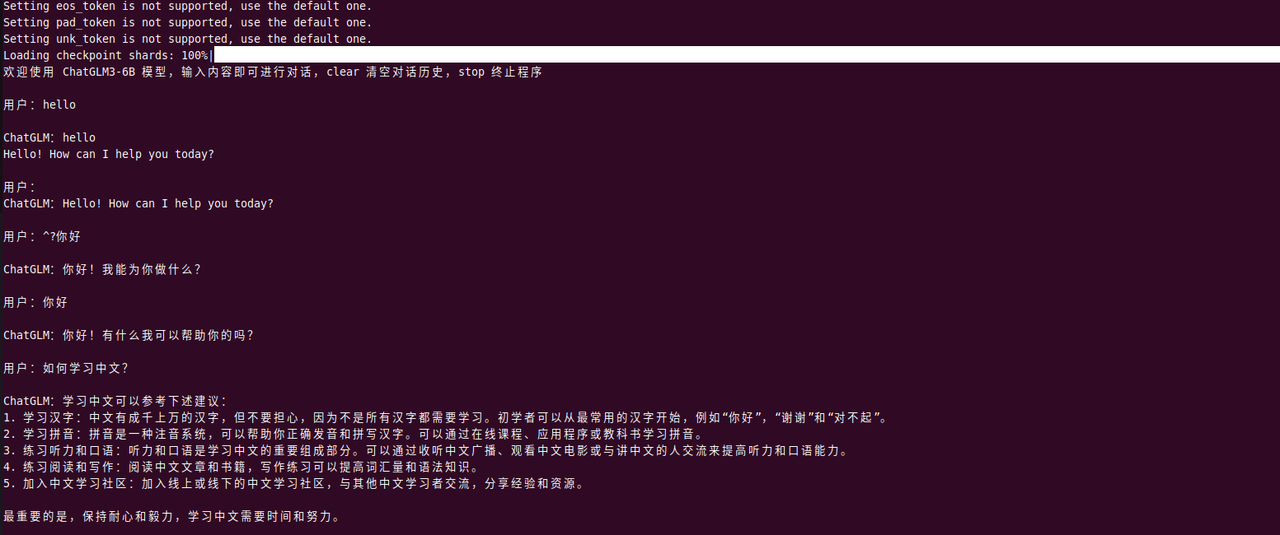 Setting eos_token is not supported, use the default one.
Setting pad_token is not supported, use the default one.
Setting unk_token is not supported, use the default one.
Loading checkpoint shards: 100%|
欢迎使用 ChatGLM3-6B 模型，输入内容即可进行对话，clear 清空对话历史，stop 终止程序
用户：hello
ChatGLM：hello
Hello! How can I help you today?
用户：
ChatGLM：Hello! How can I help you today?
用户：^?你好
ChatGLM：你好！我能为你做什么？
用户：你好
ChatGLM：你好！有什么我可以帮助你的吗？
用户：如何学习中文？
ChatGLM：学习中文可以参考下述建议：
1. 学习汉字：中文有成千上万的汉字，但不要担心，因为不是所有汉字都需要学习。初学者可以从最常用的汉字开始，例如“你好”，“谢谢”和“对不起”。
2. 学习拼音：拼音是一种注音系统，可以帮助你正确发音和拼写汉字。可以通过在线课程、应用程序或教科书学习拼音。
3. 练习听力和口语：听力和口语是学习中文的重要组成部分。可以通过收听中文广播、观看中文电影或与讲中文的人交流来提高听力和口语能力。
4. 练习阅读和写作：阅读中文文章和书籍，写作练习可以提高词汇量和语法知识。
5. 加入中文学习社区：加入线上或线下的中文学习社区，与其他中文学习者交流，分享经验和资源。
最重要的是，保持耐心和毅力，学习中文需要时间和努力。